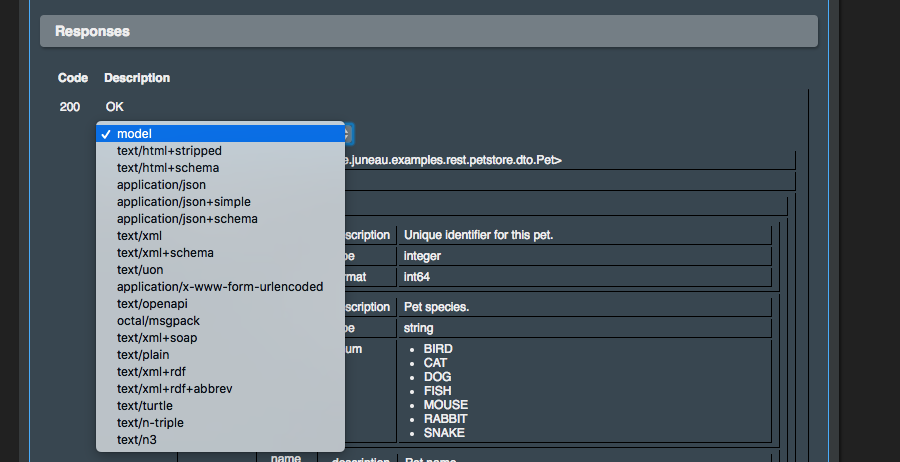 Responses
Code Description
200 OK
✓ model
text/html+stripped
e.juneau.examples.rest.petstore.dto.Pet>
text/html+schema
application/json
application/json+simple
application/json+schema
text/xml
scription Unique identifier for this pet.
text/xml+schema
pe integer
text/uon
rmat int64
application/x-www-form-urlencoded
text/openapi
scription Pet species.
octal/msgpack
pe string
text/xml+soap
text/plain
um • BIRD
• CAT
text/xml+rdf
• DOG
text/xml+rdf+abbrev
• FISH
text/turtle
• MOUSE
text/n-triple
• RABBIT
text/n3
• SNAKE
name description Pet name.